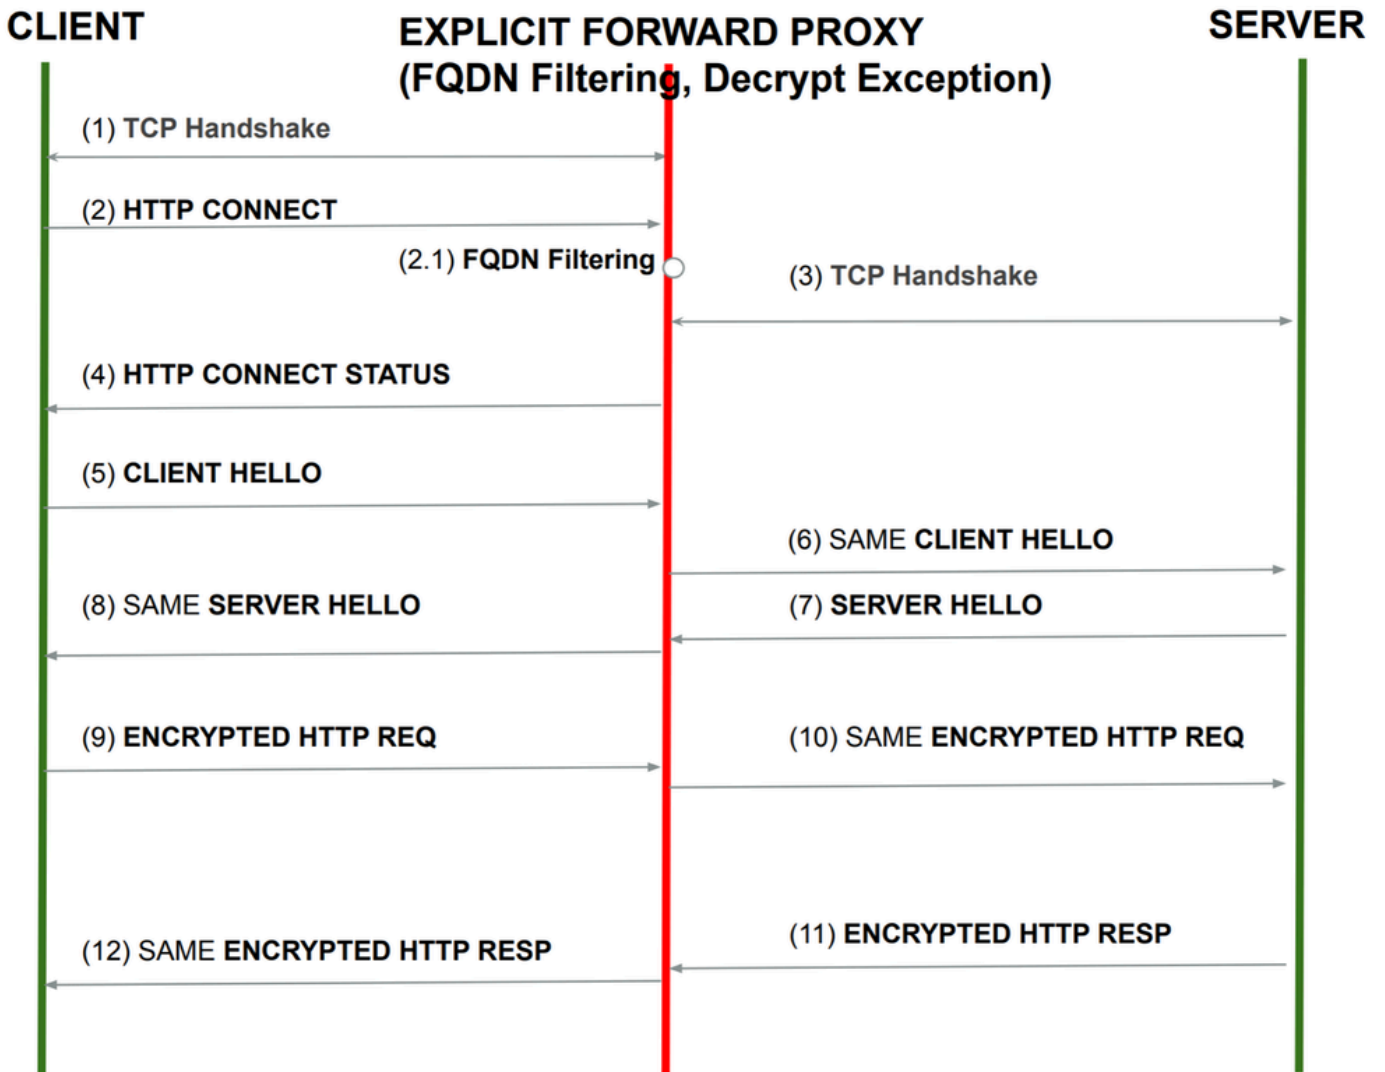 CLIENT
EXPLICIT FORWARD PROXY
(FQDN Filtering, Decrypt Exception)
SERVER
(1) TCP Handshake
(2) HTTP CONNECT
(2.1) FQDN Filtering
(3) TCP Handshake
(4) HTTP CONNECT STATUS
(5) CLIENT HELLO
(6) SAME CLIENT HELLO
(8) SAME SERVER HELLO
(7) SERVER HELLO
(9) ENCRYPTED HTTP REQ
(10) SAME ENCRYPTED HTTP REQ
(11) ENCRYPTED HTTP RESP
(12) SAME ENCRYPTED HTTP RESP